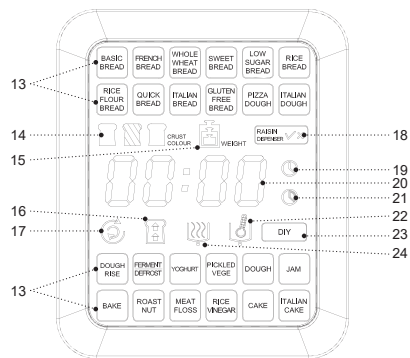 BASIC BREAD
FRENCH BREAD
WHOLE WHEAT BREAD
SWEET BREAD
LOW SUGAR BREAD
RICE BREAD
13
RICE FLOUR BREAD
QUICK BREAD
ITALIAN BREAD
GLUTEN FREE BREAD
PIZZA DOUGH
ITALIAN DOUGH
14
CRUST COLOUR
WEIGHT
RAISIN DISPENSER
18
15
00:00
19
20
21
16
22
17
DIY
23
24
DOUGH RISE
FERMENT DEFROST
YOGHURT
PICKLED VEGE
DOUGH
JAM
13
BAKE
ROAST NUT
MEAT FLOSS
RICE VINEGAR
CAKE
ITALIAN CAKE